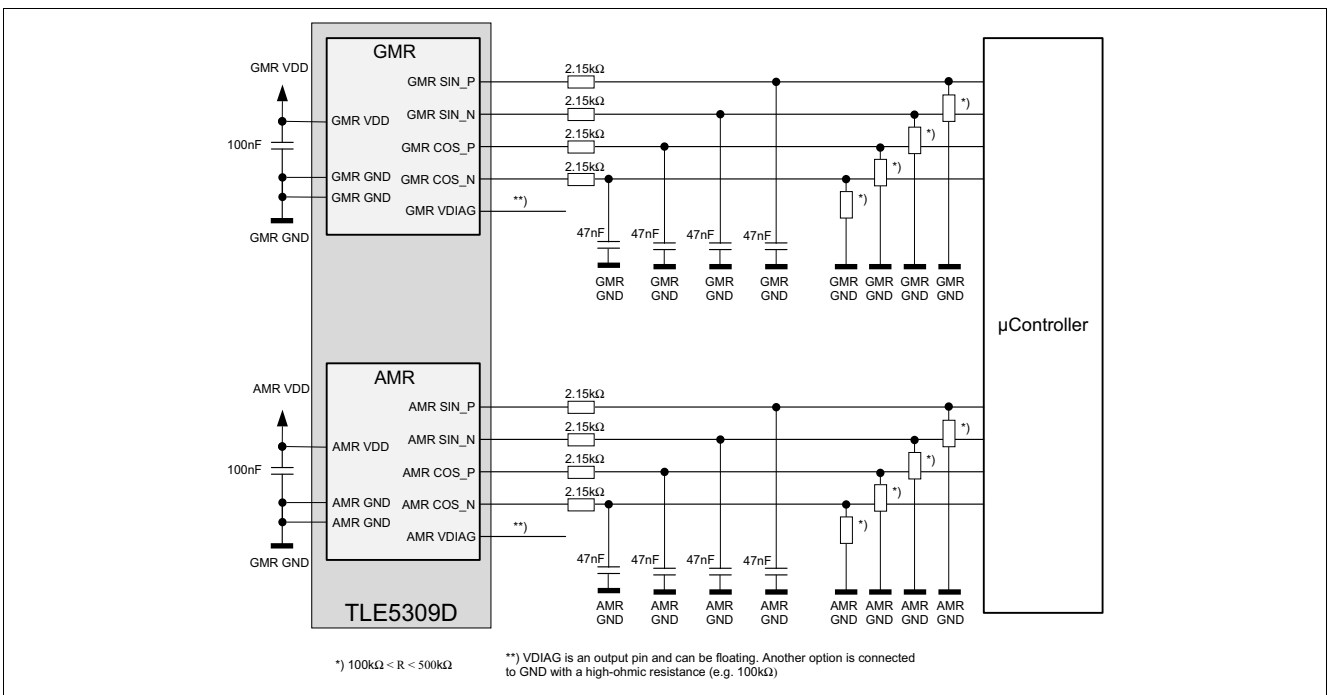 GMR
GMR VDD
GMR SIN_P
2.15kΩ
*)
GMR VDD
GMR SIN_N
2.15kΩ
*)
100nF
GMR COS_P
2.15kΩ
*)
GMR GND
GMR COS_N
2.15kΩ
*)
GMR GND
GMR VDIAG
**)
GMR GND
47nF 47nF 47nF 47nF
GMR GMR GMR GMR GMR GMR GMR GMR
GND GND GND GND GND GND GND GND
µController
AMR
AMR VDD
AMR SIN_P
2.15kΩ
*)
AMR VDD
AMR SIN_N
2.15kΩ
*)
100nF
AMR COS_P
2.15kΩ
*)
AMR GND
AMR COS_N
2.15kΩ
*)
AMR GND
AMR VDIAG
**)
GMR GND
47nF 47nF 47nF 47nF
AMR AMR AMR AMR AMR AMR AMR AMR
GND GND GND GND GND GND GND GND
TLE5309D
*) 100kΩ < R < 500kΩ
**) VDIAG is an output pin and can be floating. Another option is connected
to GND with a high-ohmic resistance (e.g. 100kΩ)